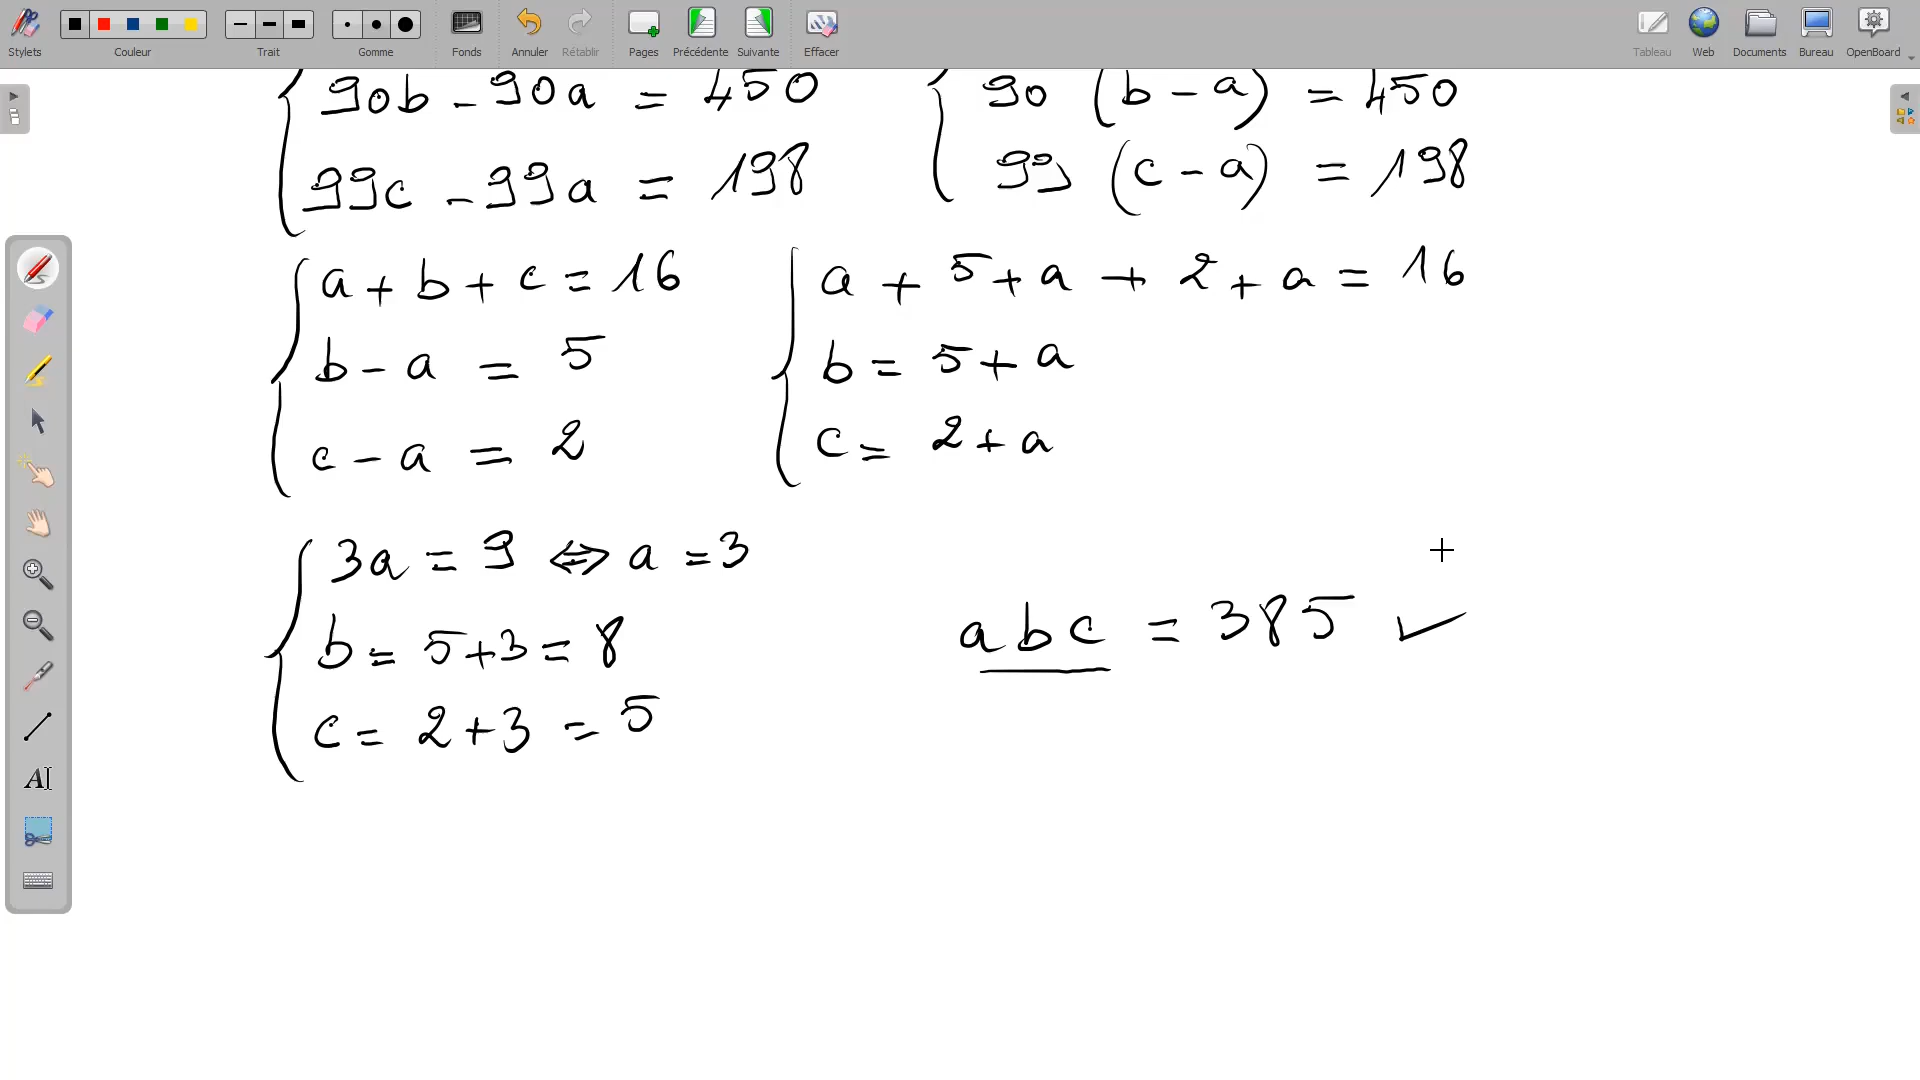 Stylets Couleur Trait Gomme Fonds Annuler Rétablir Pages Précédente Suivante Effacer Tableau Web Documents Bureau OpenBoard
90b - 90a = 450
99c - 99a = 198
90 (b - a) = 450
99 (c - a) = 198
a + b + c = 16
b - a = 5
c - a = 2
a + 5 + a + 2 + a = 16
b = 5 + a
c = 2 + a
3a = 9 ⇔ a = 3
b = 5+3 = 8
c = 2+3 = 5
abc = 385 ✓